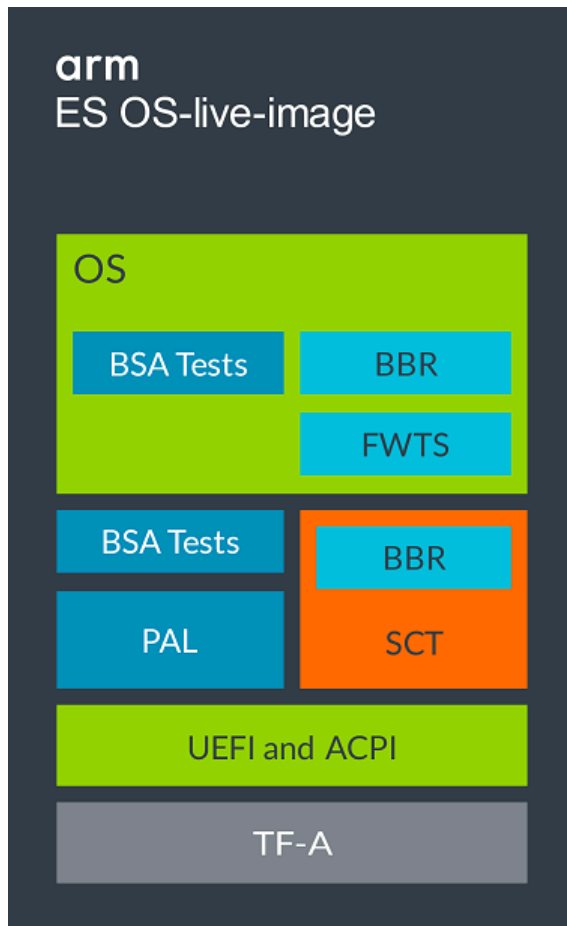 arm
ES OS-live-image
OS
BSA Tests
BBR
FWTS
BSA Tests
BBR
PAL
SCT
UEFI and ACPI
TF-A